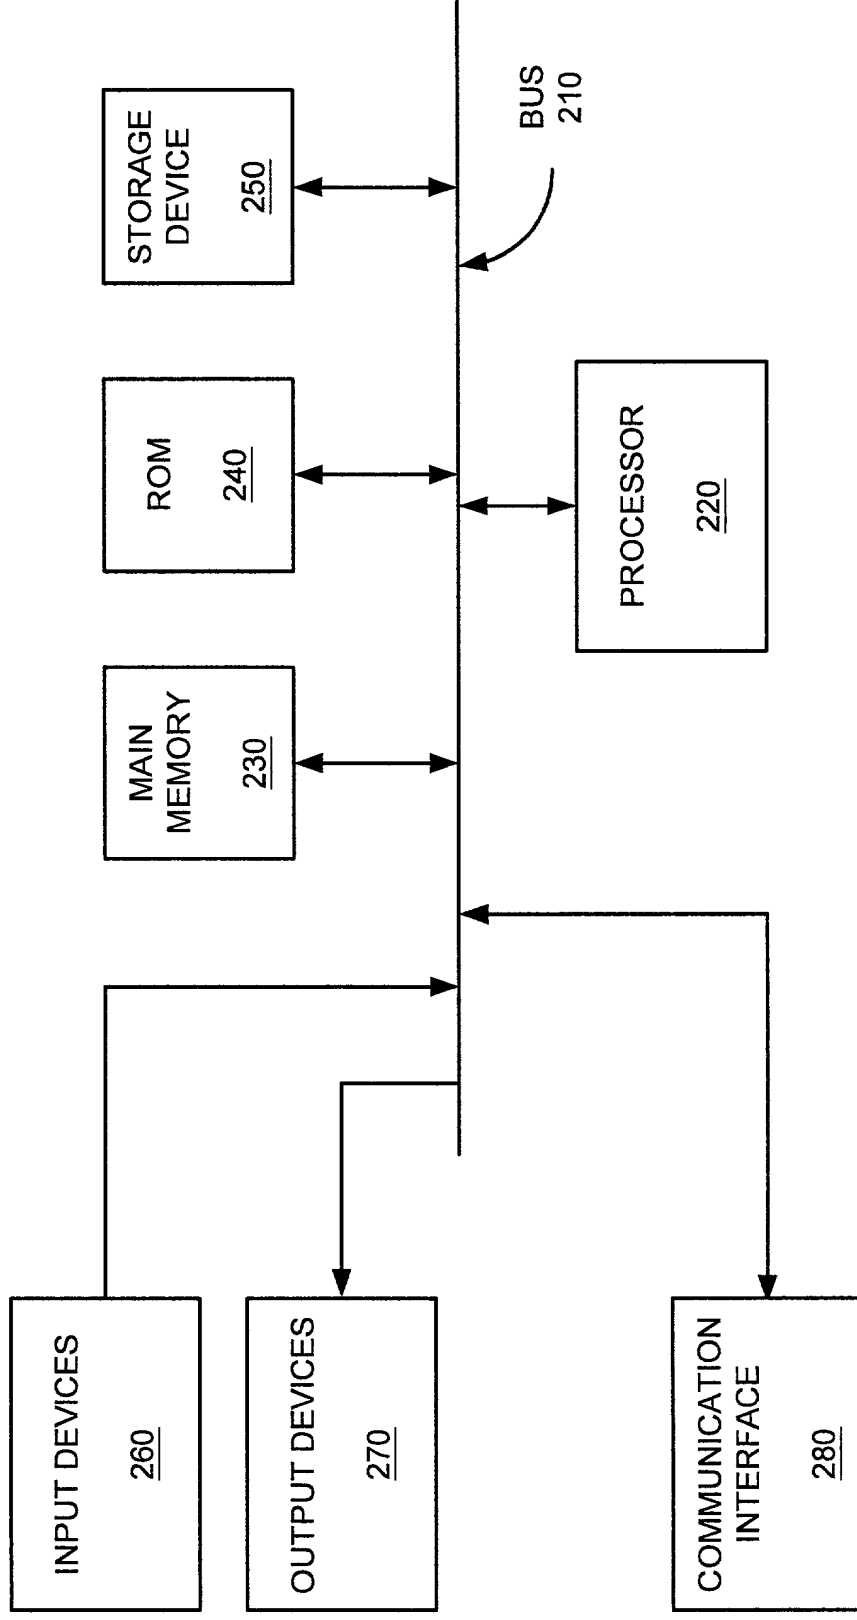 INPUT DEVICES
260
OUTPUT DEVICES
270
COMMUNICATION
INTERFACE
280
MAIN
MEMORY
230
ROM
240
STORAGE
DEVICE
250
PROCESSOR
220
BUS
210